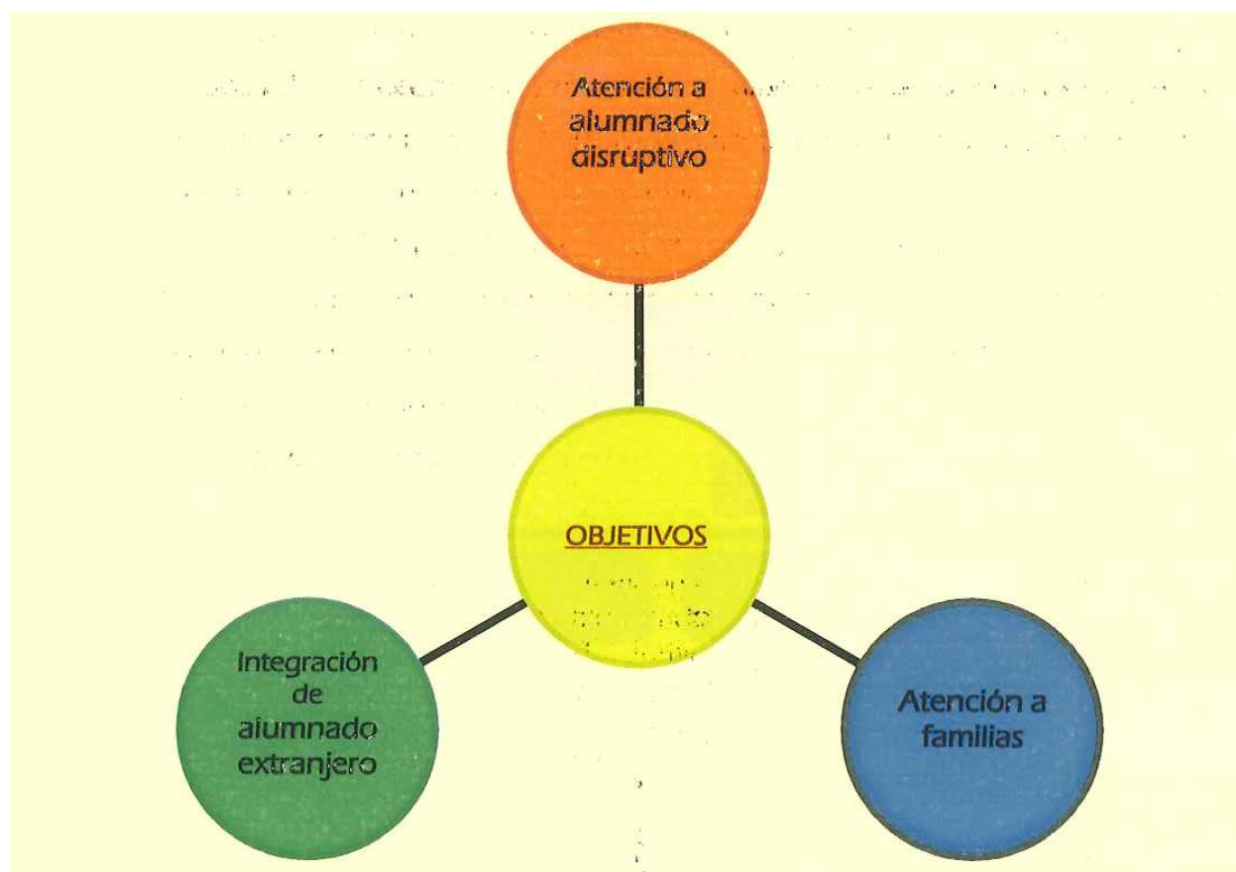 Atención a
alumnado
disruptivo
OBJETIVOS
Integración
de
alumnado
extranjero
Atención a
familias